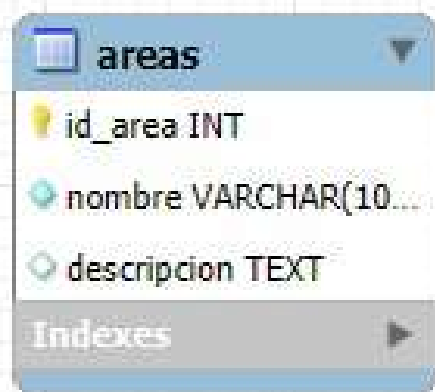 areas
id_area INT
nombre VARCHAR(10...
descripcion TEXT
Indexes